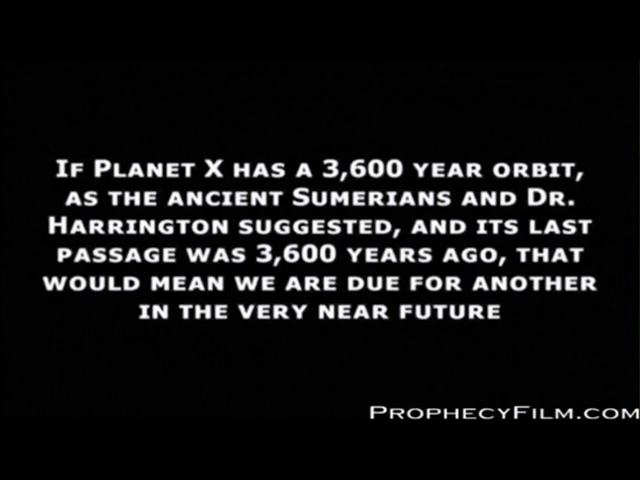 If Planet X has a 3,600 year orbit,
as the ancient Sumerians and Dr.
Harrington suggested, and its last
passage was 3,600 years ago, that
would mean we are due for another
in the very near future
ProphecyFilm.com